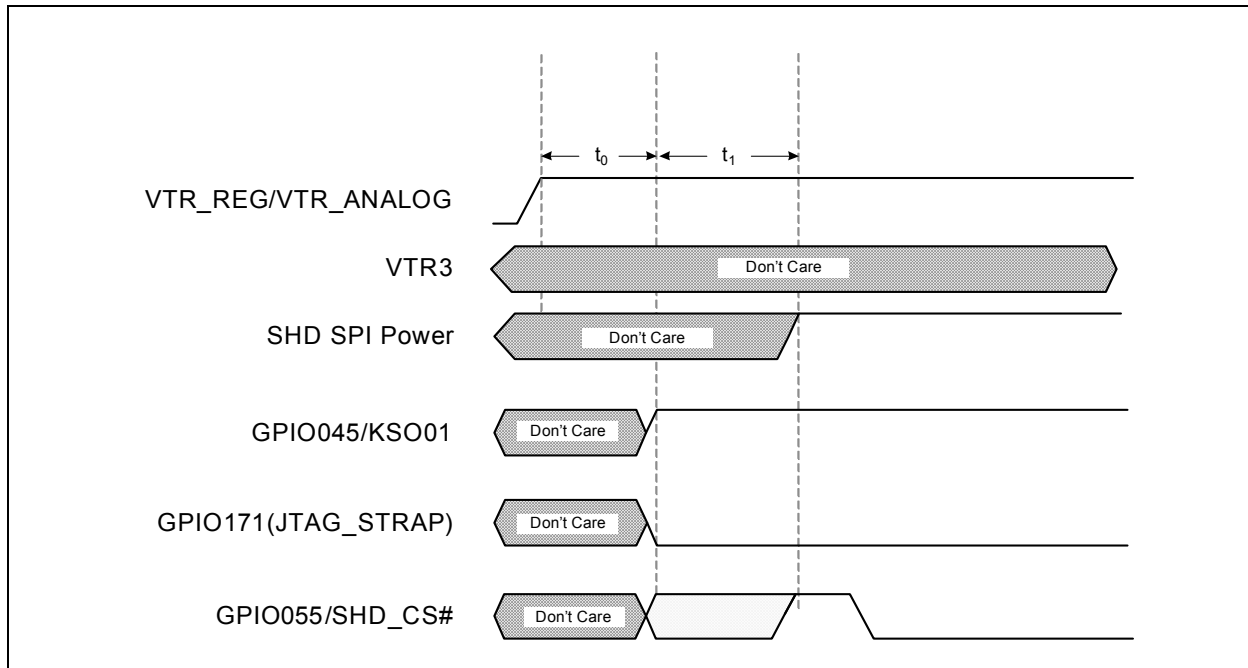 t0 t1
VTR_REG/VTR_ANALOG
VTR3 Don't Care
SHD SPI Power Don't Care
GPIO045/KSO01 Don't Care
GPIO171(JTAG_STRAP) Don't Care
GPIO055/SHD_CS# Don't Care